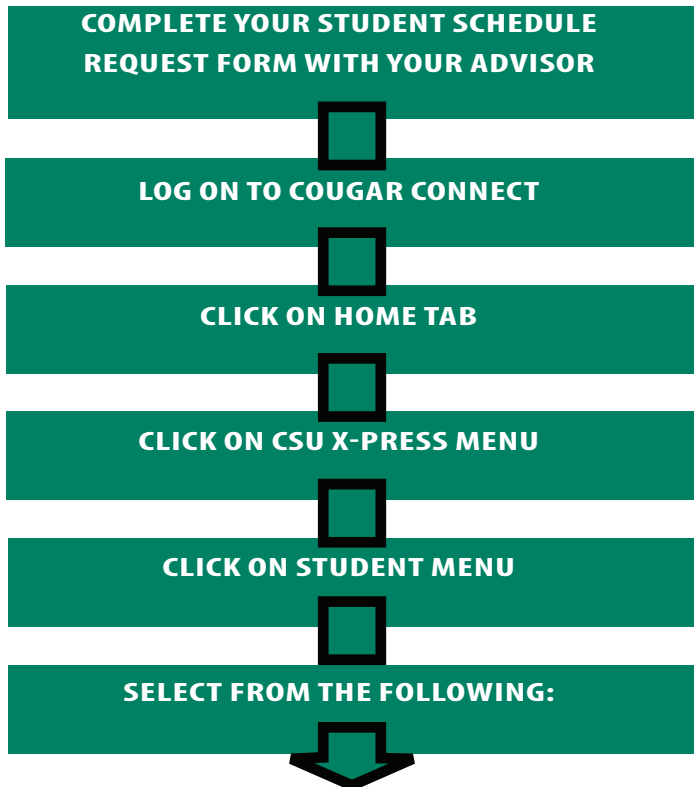 COMPLETE YOUR STUDENT SCHEDULE
REQUEST FORM WITH YOUR ADVISOR
LOG ON TO COUGAR CONNECT
CLICK ON HOME TAB
CLICK ON CSU X-PRESS MENU
CLICK ON STUDENT MENU
SELECT FROM THE FOLLOWING: